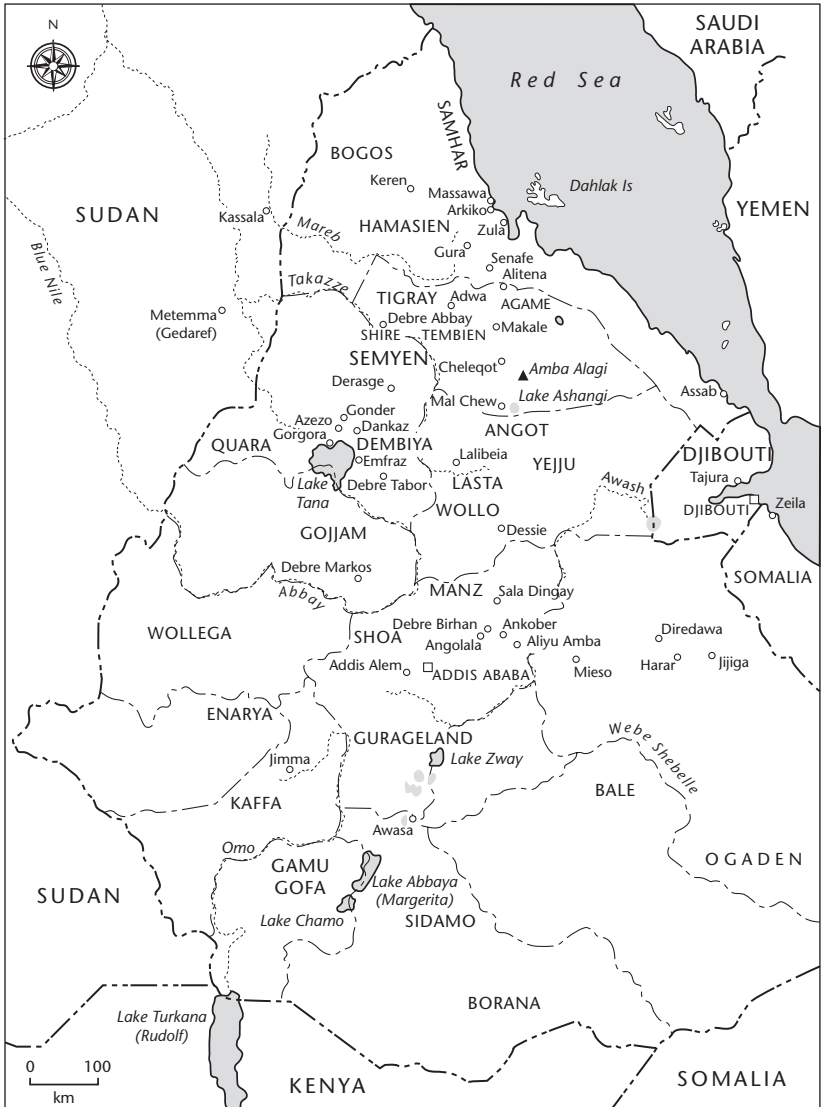 N
SAUDI
ARABIA
Red Sea
SAMHAR
BOGOS
Keren
Massawa
Dahlak Is
SUDAN
Kassala
Arkiko
YEMEN
Mareb
HAMASIEN
Zula
Gura
Blue Nile
Senafe
Alitena
Takazze
TIGRAY
Adwa
AGAME
Metemma
(Gedaref)
Debre Abbay
SHIRE
TEMBIEN
Makale
SEMYEN
Cheleqot
Amba Alagi
Derasge
Lake Ashangi
Mal Chew
Assab
Azezo
Gonder
Dankaz
ANGOT
QUARA
Gorgora
DEMBIYA
DJIBOUTI
Emfraz
Lalibeia
YEJJU
Tajura
Lake
Tana
Debre Tabor
LASTA
Awash
WOLLO
DJIBOUTI
Zeila
GOJJAM
Dessie
Debre Markos
Abbay
MANZ
Sala Dingay
SOMALIA
WOLLEGA
SHOA
Debre Birhan
Ankober
Angolala
Aliyu Amba
Diredawa
Addis Alem
ADDIS ABABA
Mieso
Harar
Jijiga
ENARYA
GURAGELAND
Webe Shebelle
Jimma
Lake Zway
KAFFA
BALE
Awasa
Omo
GAMU
GOFA
OGADEN
Lake Abbaya
(Margerita)
SUDAN
Lake Chamo
SIDAMO
BORANA
Lake Turkana
(Rudolf)
0 100
km
KENYA
SOMALIA